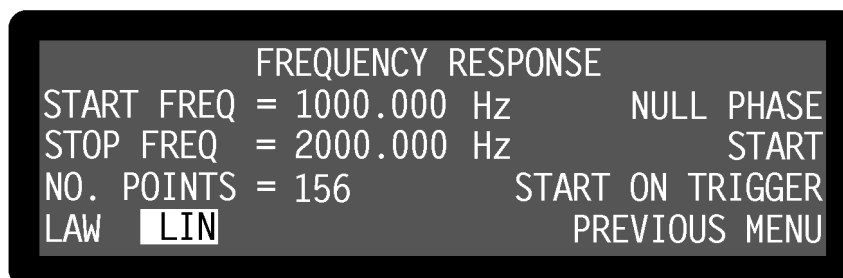 FREQUENCY RESPONSE
START FREQ = 1000.000 Hz NULL PHASE
STOP FREQ = 2000.000 Hz START
NO. POINTS = 156 START ON TRIGGER
LAW LIN PREVIOUS MENU